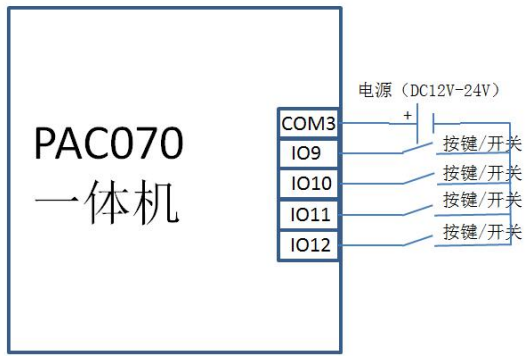 电源（DC12V-24V）
+
COM3
IO9
按键/开关
PAC070
一体机
IO10
按键/开关
IO11
按键/开关
IO12
按键/开关